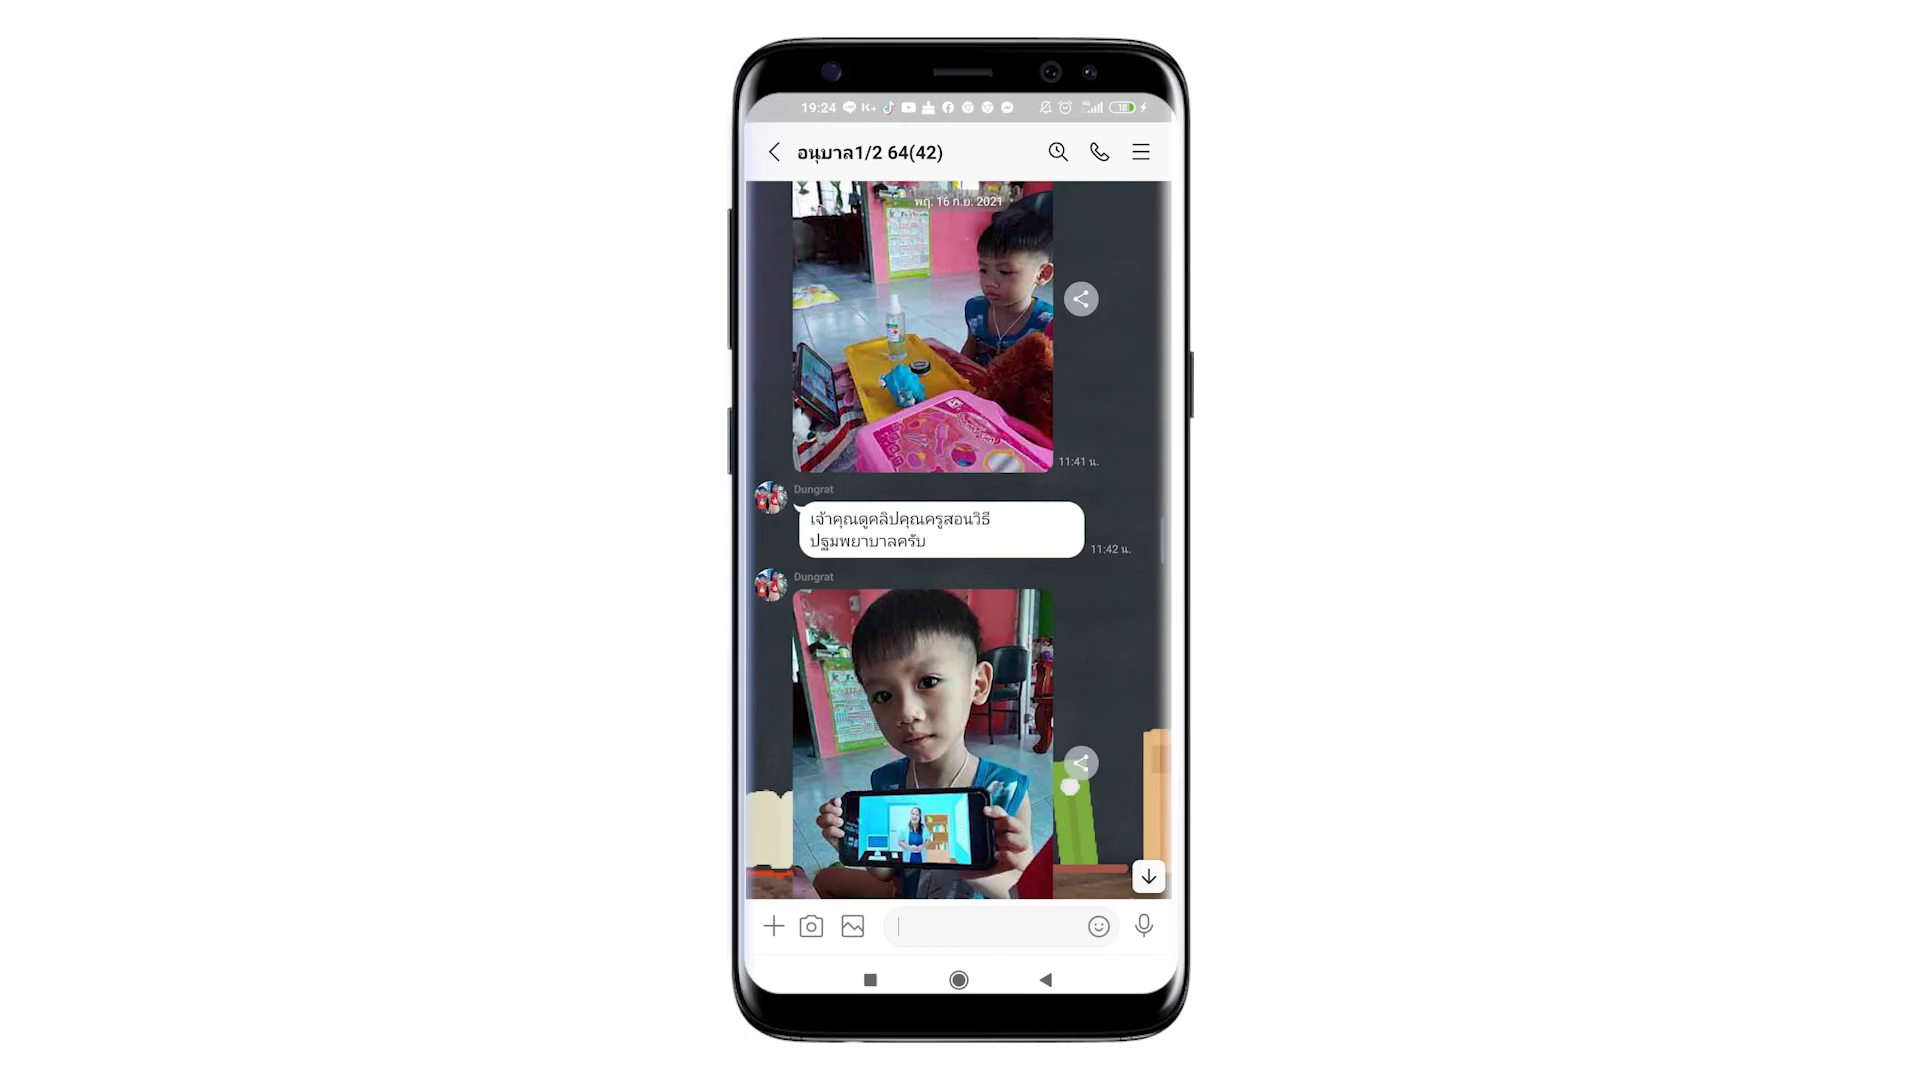 19:24
18
อนุบาล1/2 64(42)
พฤ. 16 ก.ย. 2021
11:41 น.
Dungrat
เจ้าคุณดูคลิปคุณครูสอนวิธี
ปฐมพยาบาลครับ
11:42 น.
Dungrat